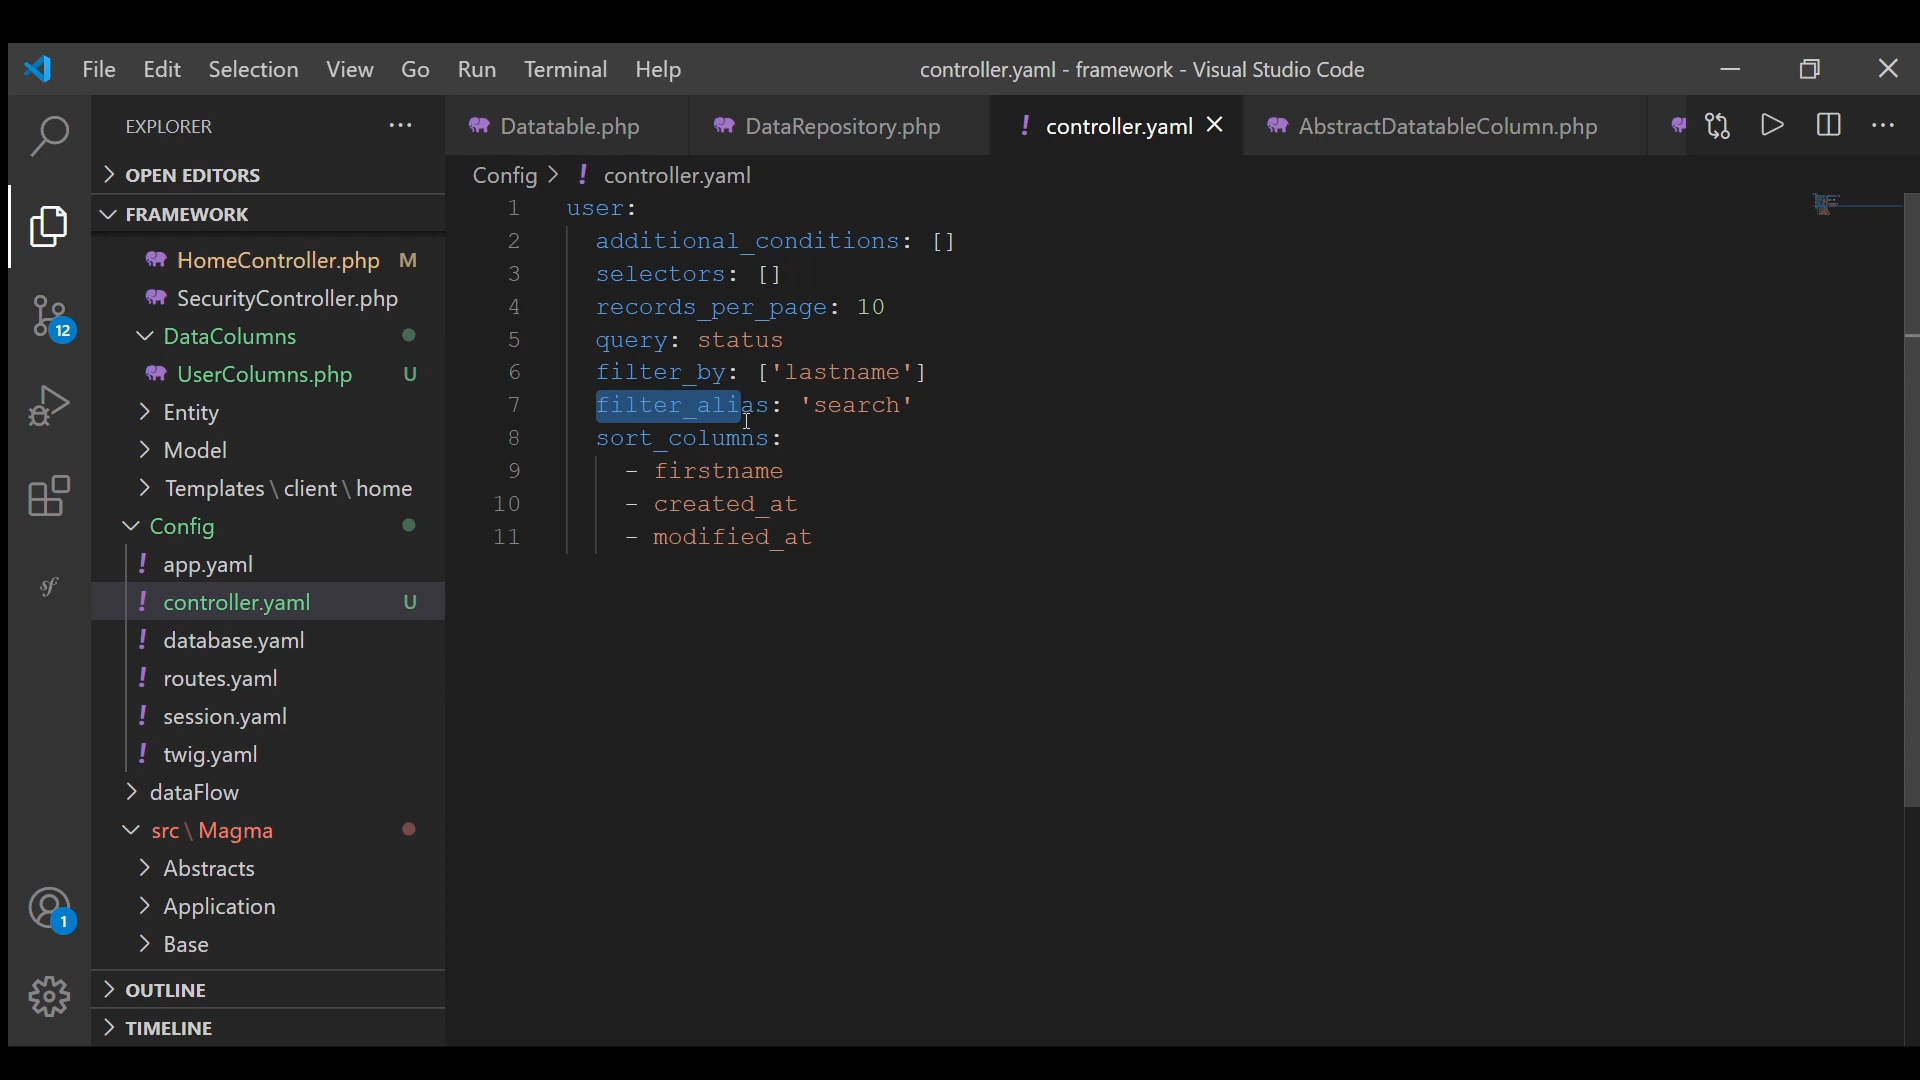 File Edit Selection View Go Run Terminal Help
controller.yaml - framework - Visual Studio Code
EXPLORER
OPEN EDITORS
FRAMEWORK
HomeController.php M
SecurityController.php
DataColumns
UserColumns.php U
Entity
Model
Templates \ client \ home
Config
! app.yaml
! controller.yaml U
! database.yaml
! routes.yaml
! session.yaml
! twig.yaml
dataFlow
src \ Magma
Abstracts
Application
Base
OUTLINE
TIMELINE
12
sf
1
Datatable.php DataRepository.php ! controller.yaml AbstractDatatableColumn.php
Config > ! controller.yaml
1 user:
2 additional_conditions: []
3 selectors: []
4 records_per_page: 10
5 query: status
6 filter_by: ['lastname']
7 filter_alias: 'search'
8 sort_columns:
9 - firstname
10 - created_at
11 - modified_at